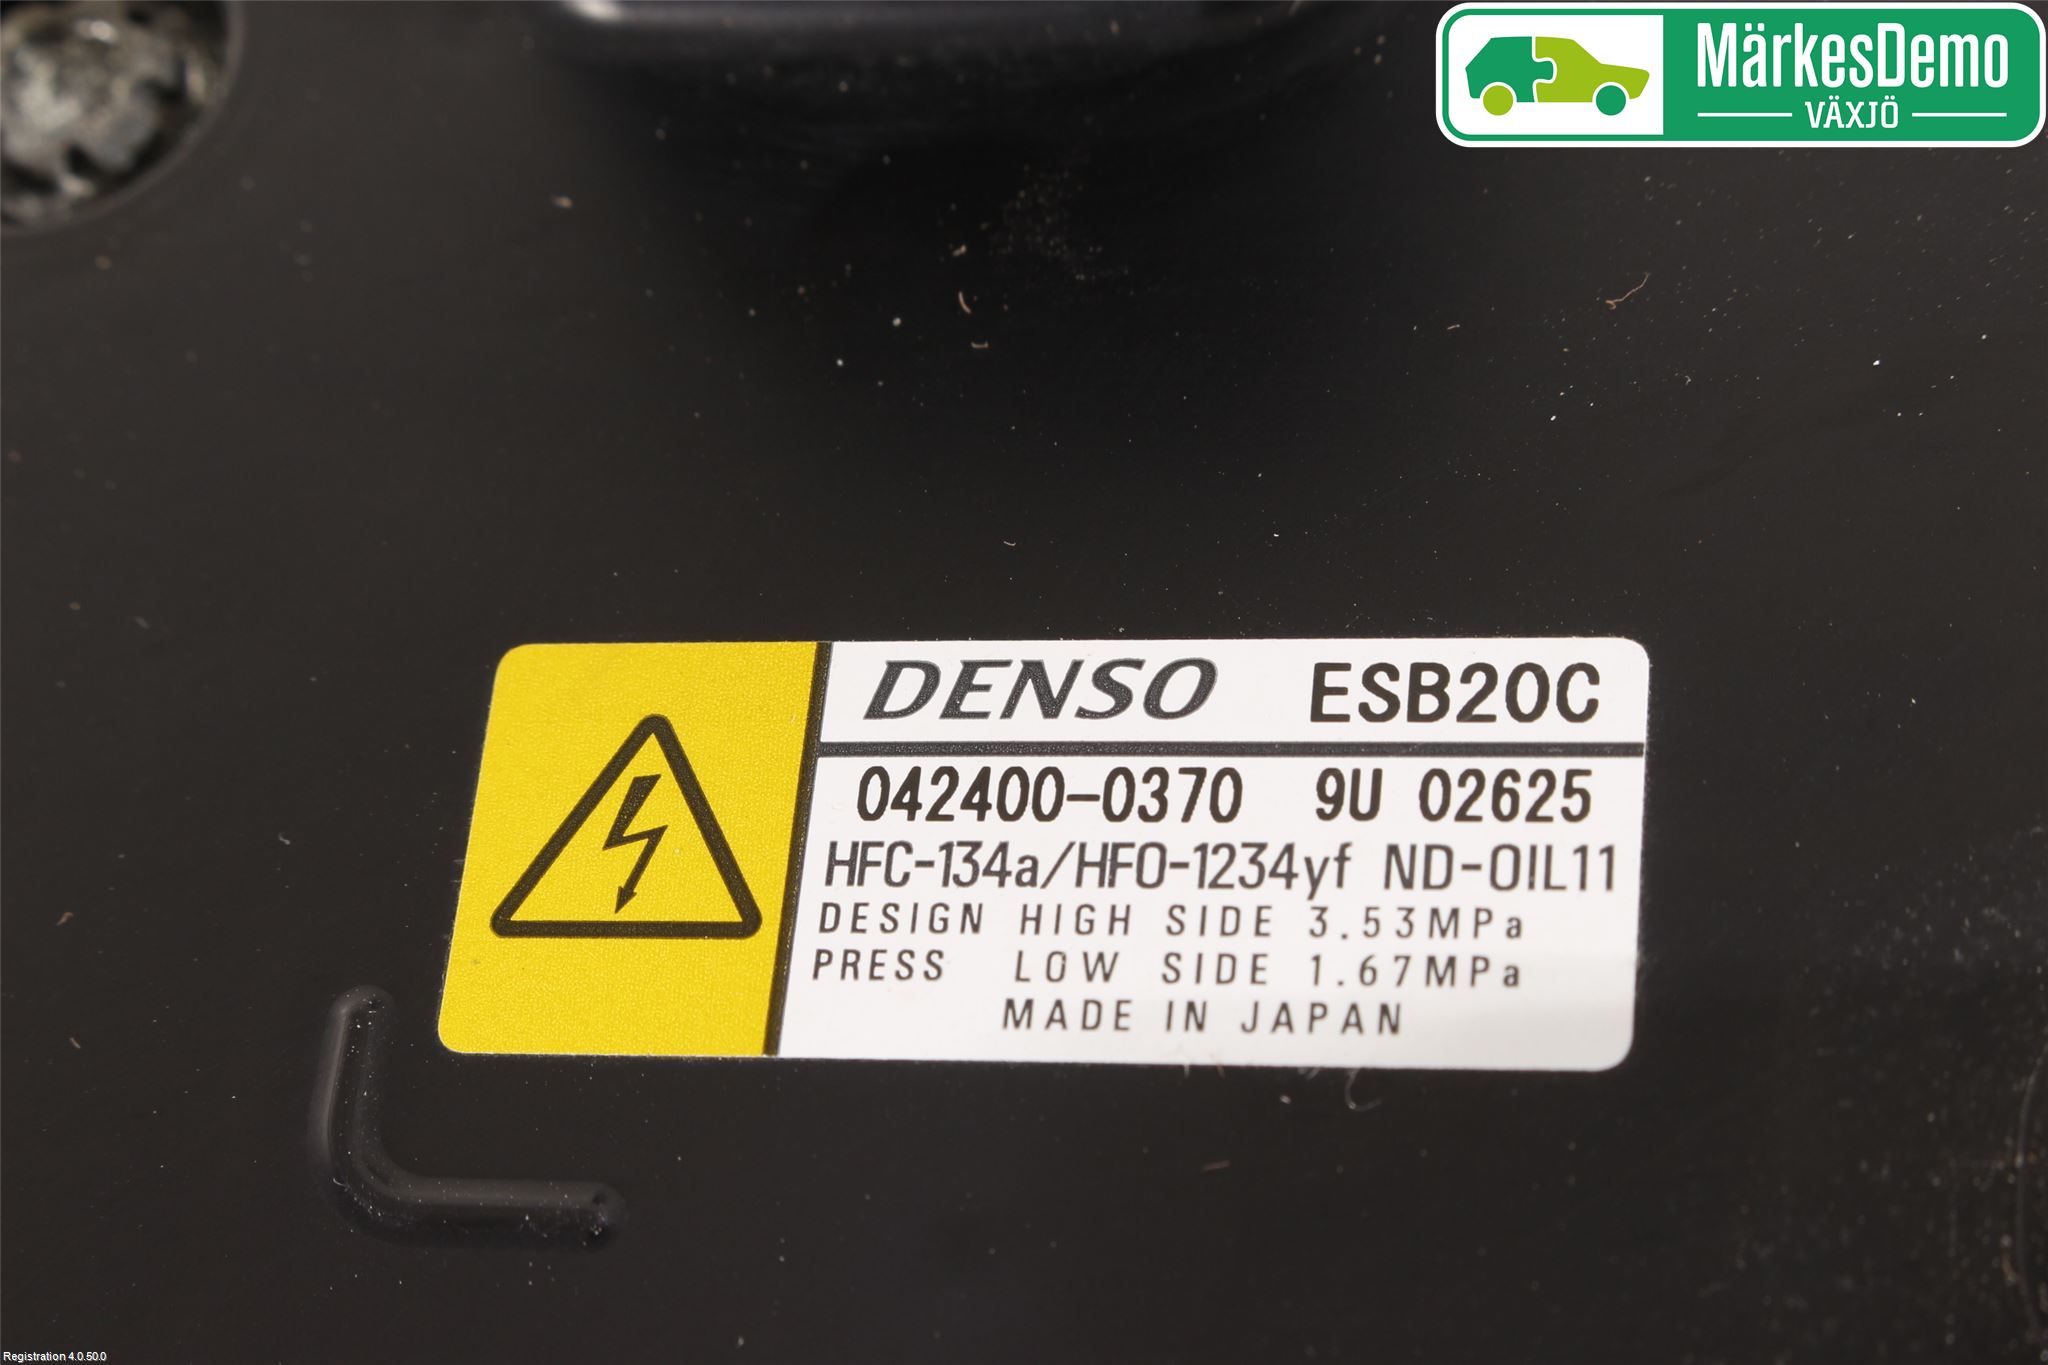 MärkesDemo
VÄXJÖ
DENSO ESB20C
042400-0370 9U 02625
HFC-134a/HFO-1234yf ND-OIL11
DESIGN HIGH SIDE 3.53MPa
PRESS LOW SIDE 1.67MPa
MADE IN JAPAN
Registration 4.0.50.0